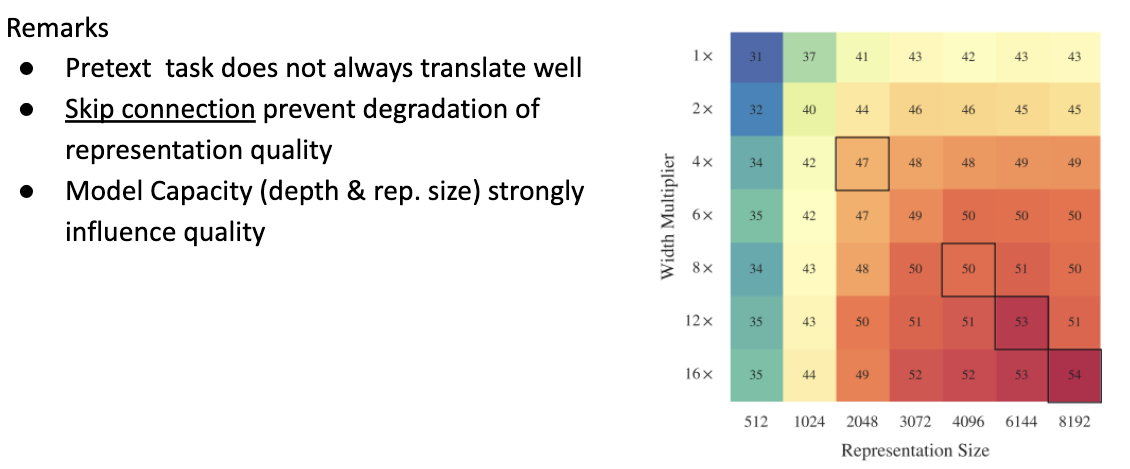 Remarks
● Pretext task does not always translate well
● Skip connection prevent degradation of
representation quality
● Model Capacity (depth & rep. size) strongly
influence quality
Width Multiplier
1× 31 37 41 43 42 43 43
2× 32 40 44 46 46 45 45
4× 34 42 47 48 48 49 49
6× 35 42 47 49 50 50 50
8× 34 43 48 50 50 51 50
12× 35 43 50 51 51 53 51
16× 35 44 49 52 52 53 54
512 1024 2048 3072 4096 6144 8192
Representation Size